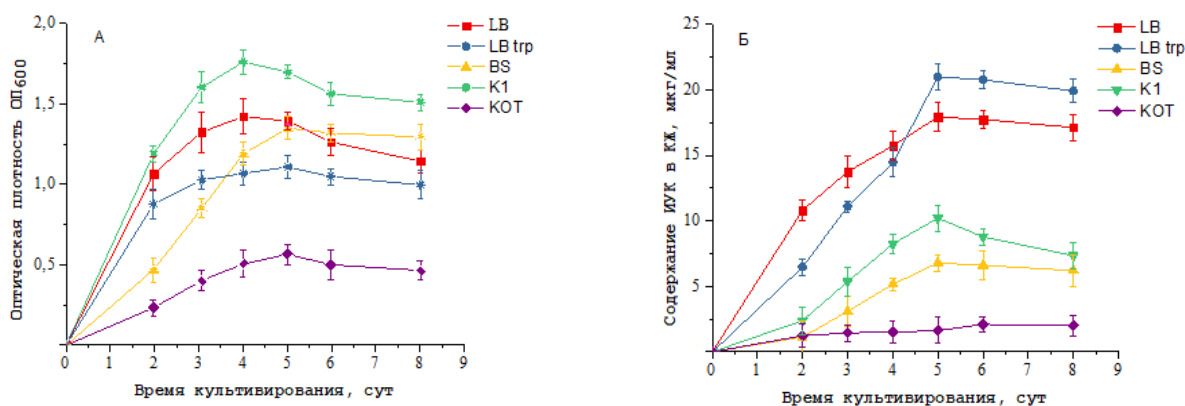 А
Оптическая плотность ОП600
2,0
1,5
1,0
0,5
0 1 2 3 4 5 6 7 8 9
Время культивирования, сут
LB
LB trp
BS
K1
КОТ
Б
Содержание ИУК в КЖ, мкг/мл
25
20
15
10
5
0
0 1 2 3 4 5 6 7 8 9
Время культивирования, сут
LB
LB trp
BS
K1
КОТ